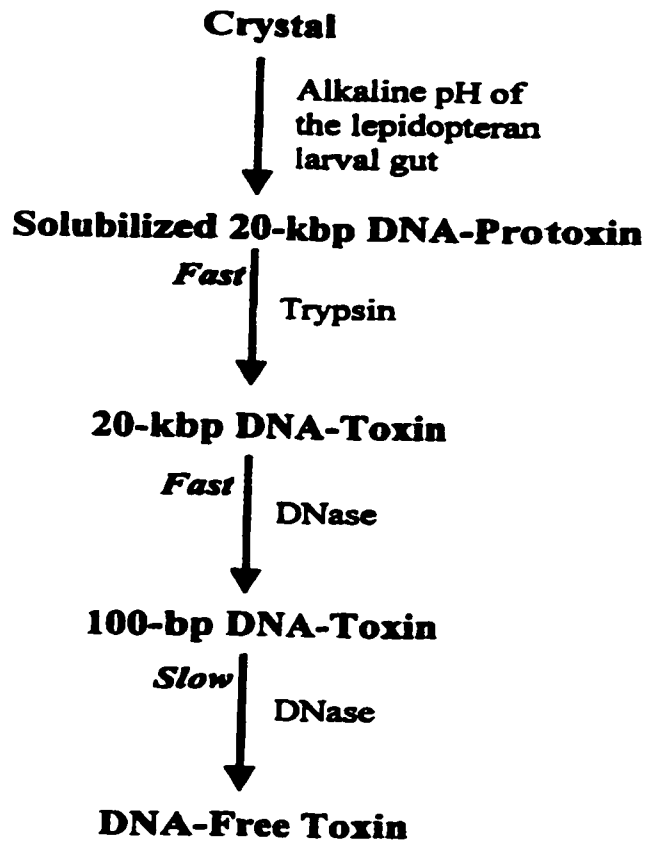 Crystal
Alkaline pH of
the lepidopteran
larval gut
Solubilized 20-kbp DNA-Protoxin
Fast
Trypsin
20-kbp DNA-Toxin
Fast
DNase
100-bp DNA-Toxin
Slow
DNase
DNA-Free Toxin